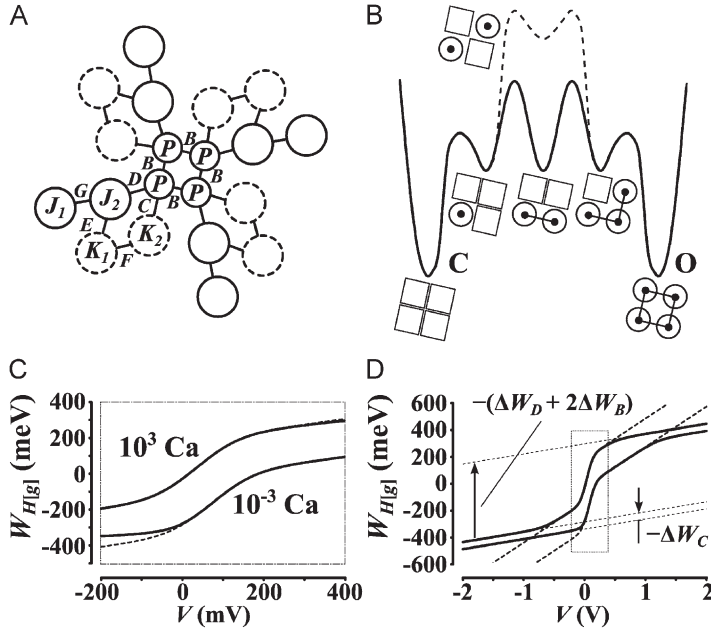 A
B
P
B
P
B
B
G
D
P
B
P
J1
J2
C
E
K2
K1
F
C
O
C
D
WH[g] (meV)
400
200
0
-200
-400
10³ Ca
10⁻³ Ca
-200
0
200
400
V (mV)
WH[g] (meV)
600
400
200
0
-200
-400
-600
−(ΔWD + 2ΔWB)
−ΔWC
-2
-1
0
1
2
V (V)